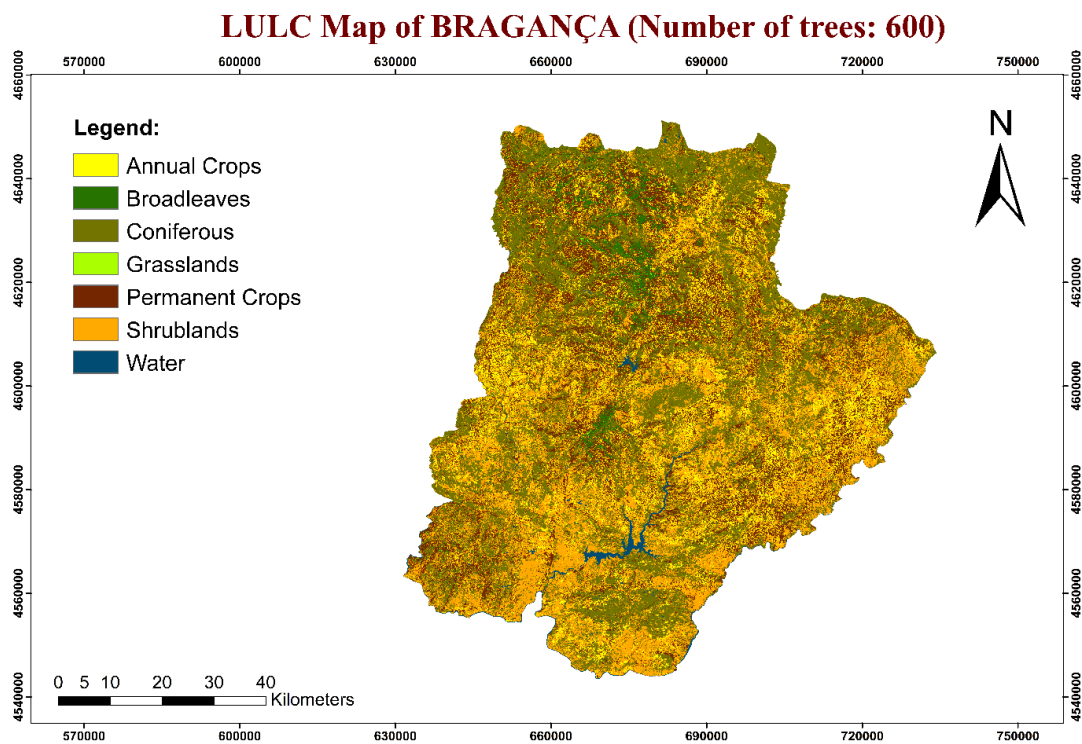 LULC Map of BRAGANÇA (Number of trees: 600)
570000 600000 630000 660000 690000 720000 750000
4660000 4660000
Legend:
N
Annual Crops
4640000 4640000
Broadleaves
Coniferous
Grasslands
4620000 4620000
Permanent Crops
Shrublands
Water
4600000 4600000
4580000 4580000
4560000 4560000
0 5 10 20 30 40
Kilometers
4540000 4540000
570000 600000 630000 660000 690000 720000 750000